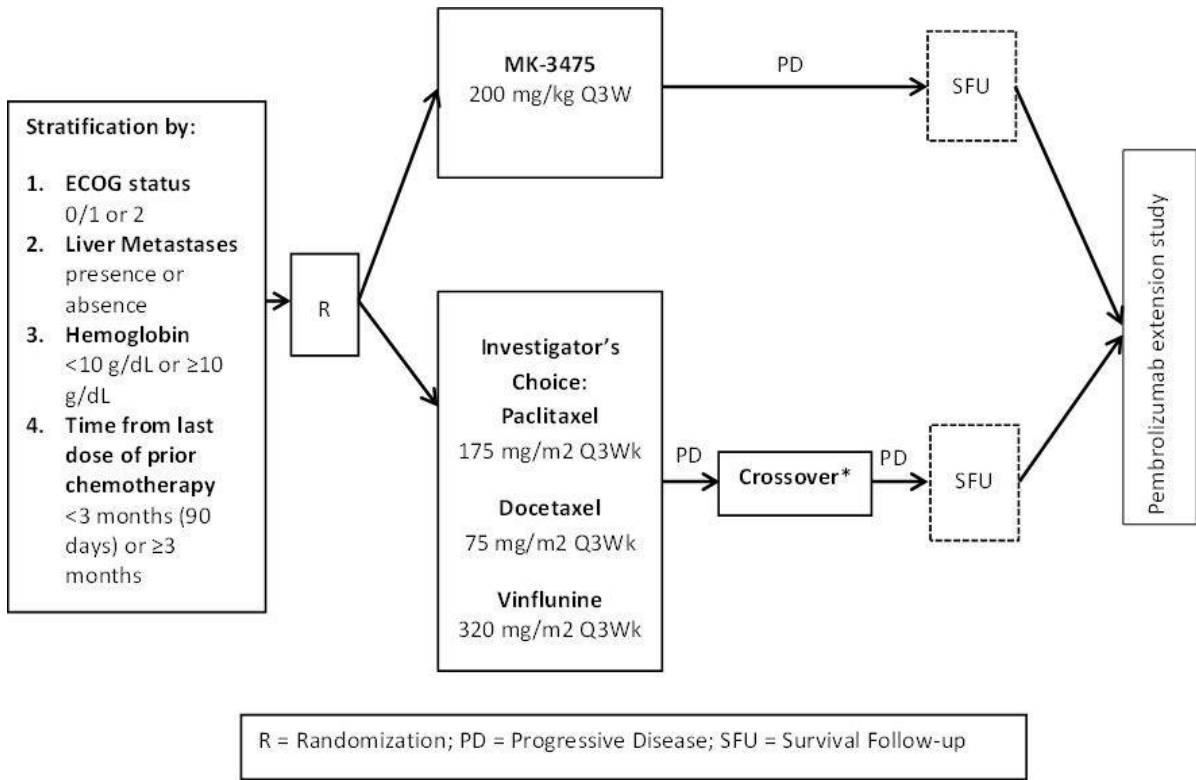 Stratification by:
1. ECOG status
0/1 or 2
2. Liver Metastases
presence or
absence
3. Hemoglobin
<10 g/dL or ≥10
g/dL
4. Time from last
dose of prior
chemotherapy
<3 months (90
days) or ≥3
months
R
MK-3475
200 mg/kg Q3W
PD
SFU
Investigator’s
Choice:
Paclitaxel
175 mg/m2 Q3Wk
Docetaxel
75 mg/m2 Q3Wk
Vinflunine
320 mg/m2 Q3Wk
PD
Crossover*
PD
SFU
Pembrolizumab extension study
R = Randomization; PD = Progressive Disease; SFU = Survival Follow-up